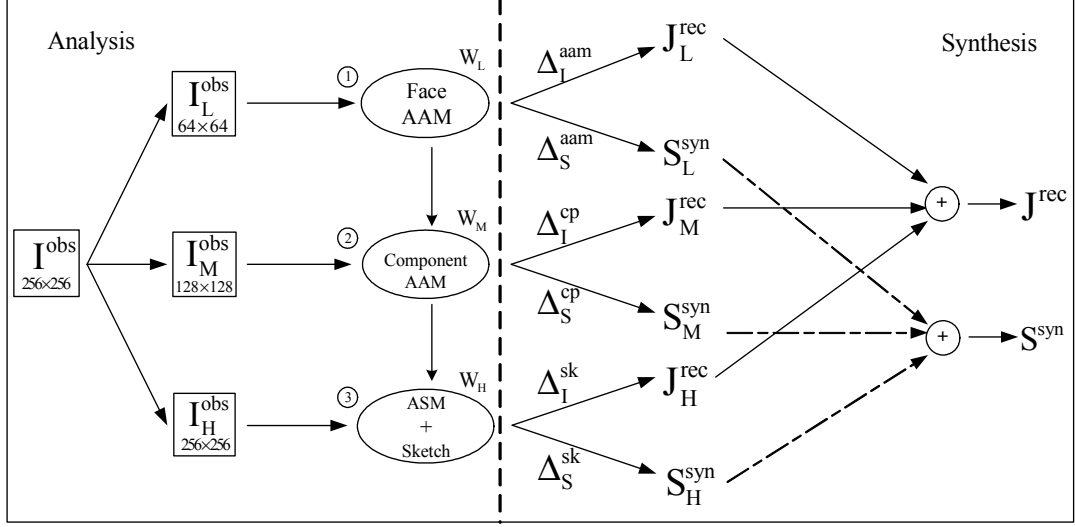 Analysis
Synthesis
I^obs
256×256
I_L^obs
64×64
I_M^obs
128×128
I_H^obs
256×256
1
W_L
Face
AAM
2
W_M
Component
AAM
3
W_H
ASM
+
Sketch
Δ_I^aam
Δ_S^aam
Δ_I^cp
Δ_S^cp
Δ_I^sk
Δ_S^sk
J_L^rec
S_L^syn
J_M^rec
S_M^syn
J_H^rec
S_H^syn
+
J^rec
+
S^syn